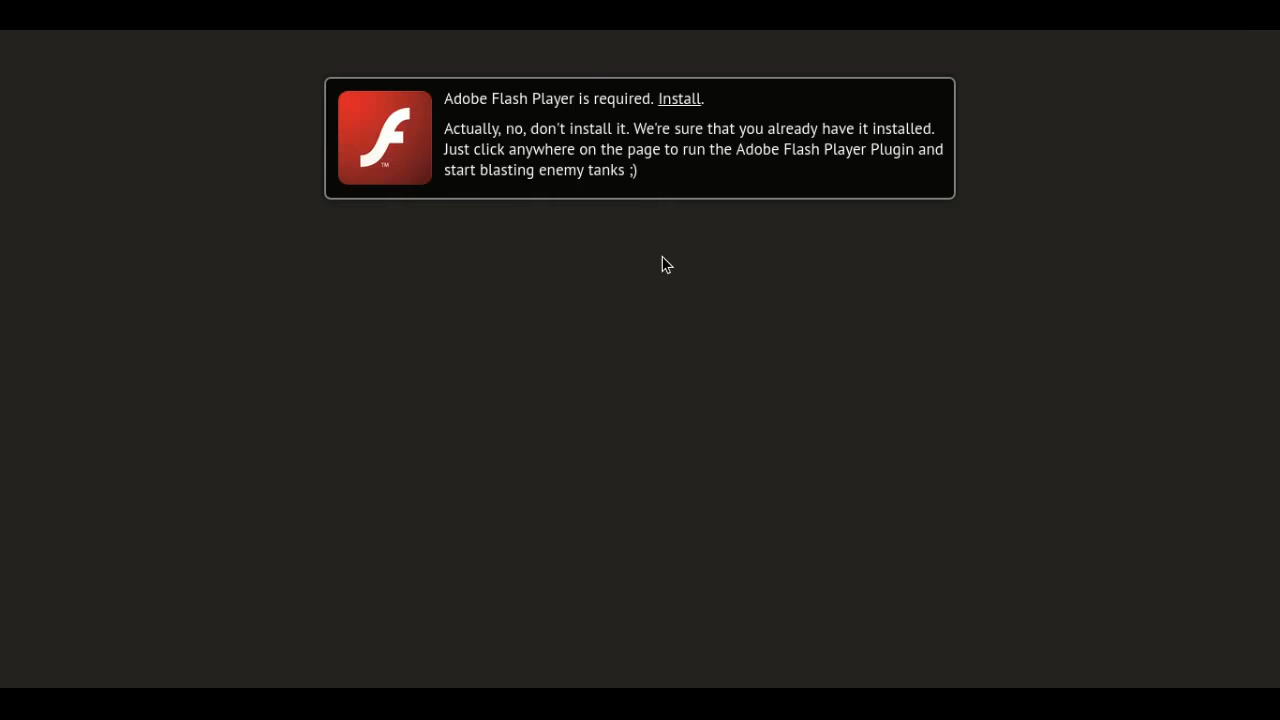 Adobe Flash Player is required. Install.
Actually, no, don't install it. We're sure that you already have it installed.
Just click anywhere on the page to run the Adobe Flash Player Plugin and
start blasting enemy tanks ;)
TM